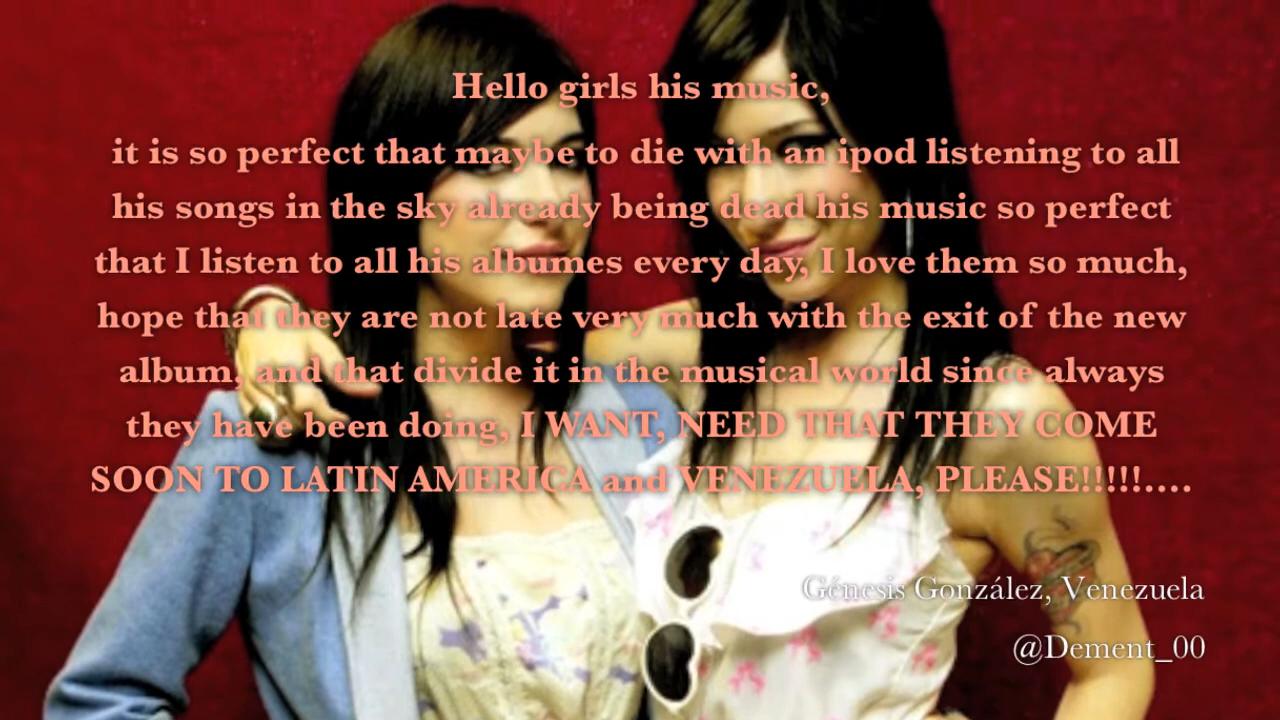 Hello girls his music,
it is so perfect that maybe to die with an ipod listening to all
his songs in the sky already being dead his music so perfect
that I listen to all his albumes every day, I love them so much,
hope that they are not late very much with the exit of the new
album, and that divide it in the musical world since always
they have been doing, I WANT, NEED THAT THEY COME
SOON TO LATIN AMERICA and VENEZUELA, PLEASE!!!!!....
Génesis González, Venezuela
@Dement_00